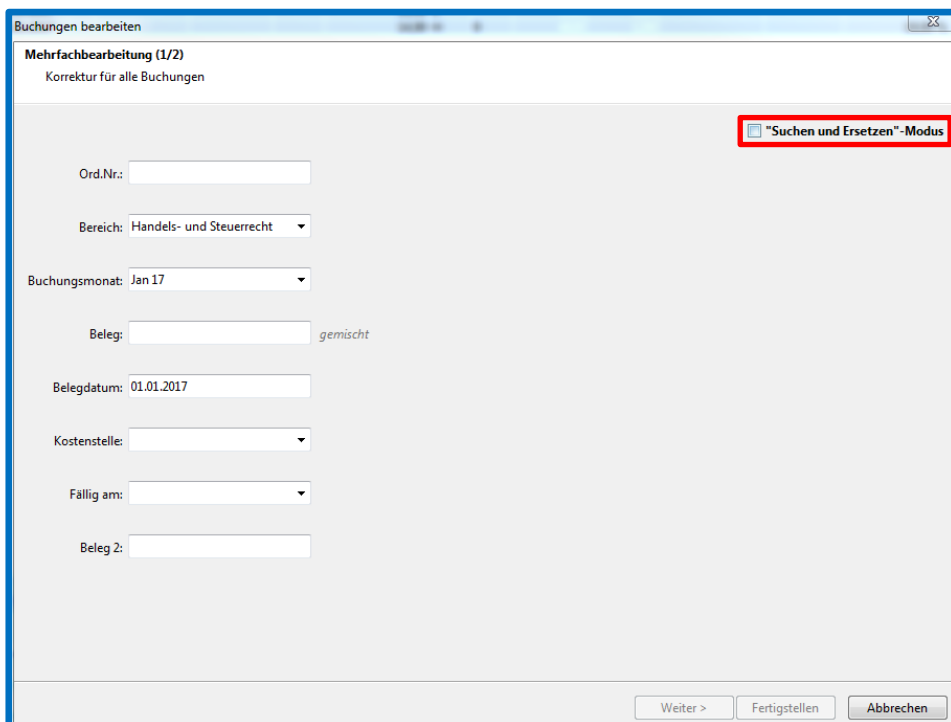 Buchungen bearbeiten
Mehrfachbearbeitung (1/2)
Korrektur für alle Buchungen
"Suchen und Ersetzen"-Modus
Ord.Nr.:
Bereich: Handels- und Steuerrecht
Buchungsmonat: Jan 17
Beleg: gemischt
Belegdatum: 01.01.2017
Kostenstelle:
Fällig am:
Beleg 2:
Weiter > Fertigstellen Abbrechen